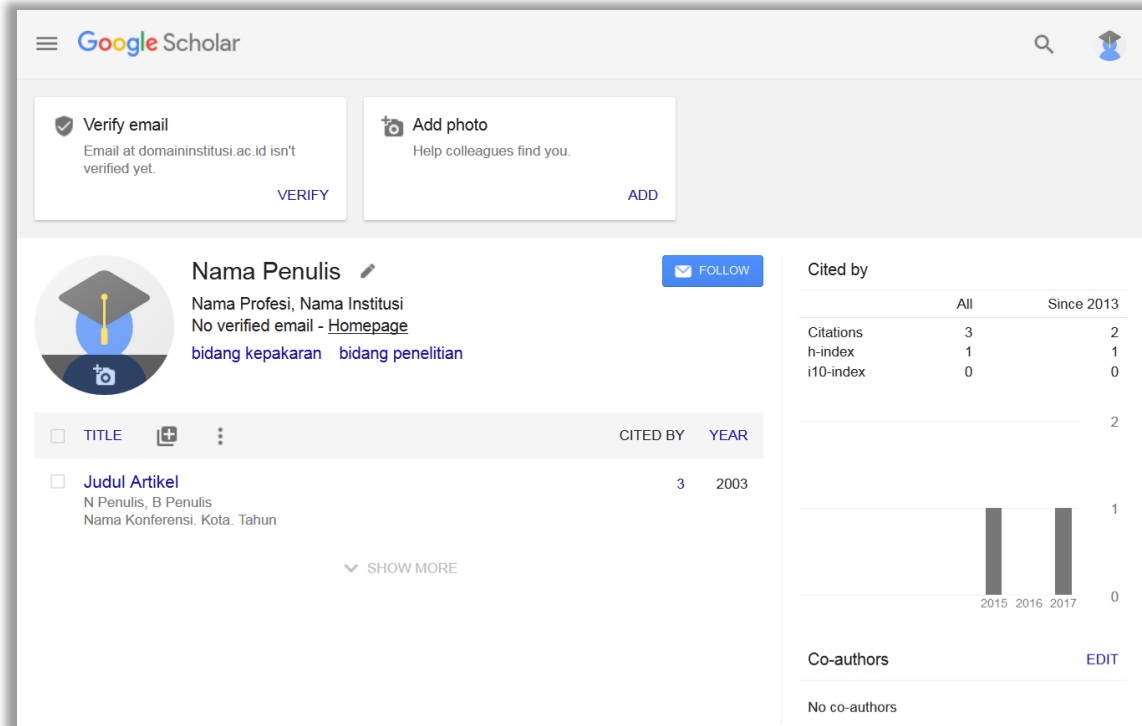 Google Scholar
Verify email
Email at domaininstitusi.ac.id isn't
verified yet.
VERIFY
Add photo
Help colleagues find you.
ADD
Nama Penulis
FOLLOW
Nama Profesi, Nama Institusi
No verified email - Homepage
bidang kepakaran bidang penelitian
TITLE CITED BY YEAR
Judul Artikel 3 2003
N Penulis, B Penulis
Nama Konferensi. Kota. Tahun
SHOW MORE
Cited by
All Since 2013
Citations 3 2
h-index 1 1
i10-index 0 0
2
1
0
2015 2016 2017
Co-authors EDIT
No co-authors